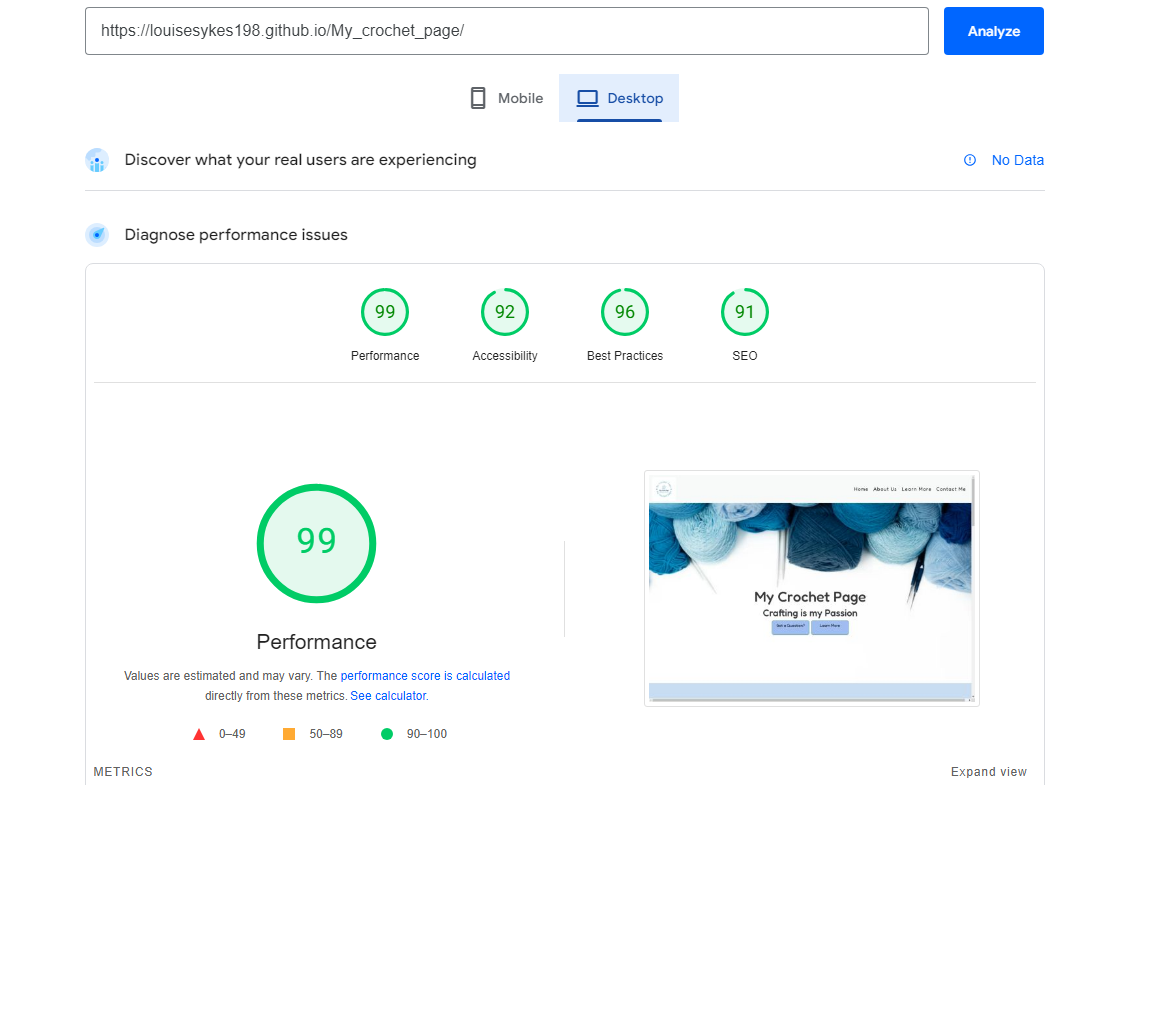 https://louisesykes198.github.io/My_crochet_page/
Analyze
Mobile
Desktop
Discover what your real users are experiencing
No Data
Diagnose performance issues
99
92
96
91
Performance
Accessibility
Best Practices
SEO
99
Performance
Values are estimated and may vary. The performance score is calculated
directly from these metrics. See calculator.
0–49
50–89
90–100
Home About Us Learn More Contact Me
My Crochet Page
Crafting is my Passion
Got a Question? Learn More
METRICS
Expand view